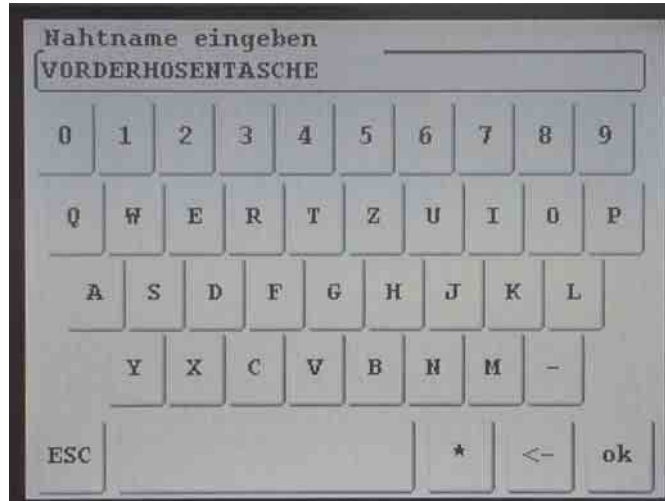 Nahtname eingeben
VORDERHOSENTASCHE
0 1 2 3 4 5 6 7 8 9
Q W E R T Z U I O P
A S D F G H J K L
Y X C V B N M -
ESC * <- ok